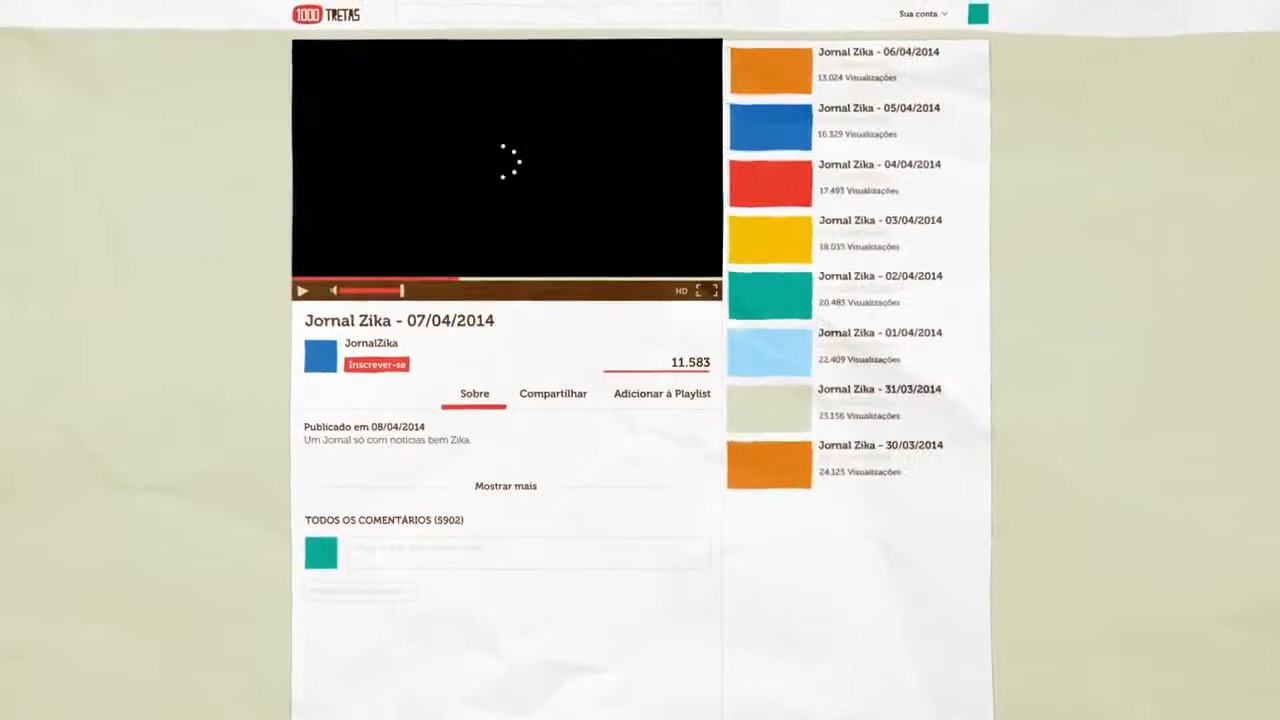 1000 TRETAS
Sua conta
Jornal Zika - 06/04/2014
13.024 Visualizações
Jornal Zika - 05/04/2014
16.329 Visualizações
Jornal Zika - 04/04/2014
17.493 Visualizações
Jornal Zika - 03/04/2014
18.035 Visualizações
Jornal Zika - 02/04/2014
20.483 Visualizações
Jornal Zika - 01/04/2014
22.409 Visualizações
Jornal Zika - 31/03/2014
23.156 Visualizações
Jornal Zika - 30/03/2014
24.125 Visualizações
HD
Jornal Zika - 07/04/2014
JornalZika
Inscrever-se
11.583
Sobre Compartilhar Adicionar à Playlist
Publicado em 08/04/2014
Um Jornal só com notícias bem Zika.
Mostrar mais
TODOS OS COMENTÁRIOS (5902)